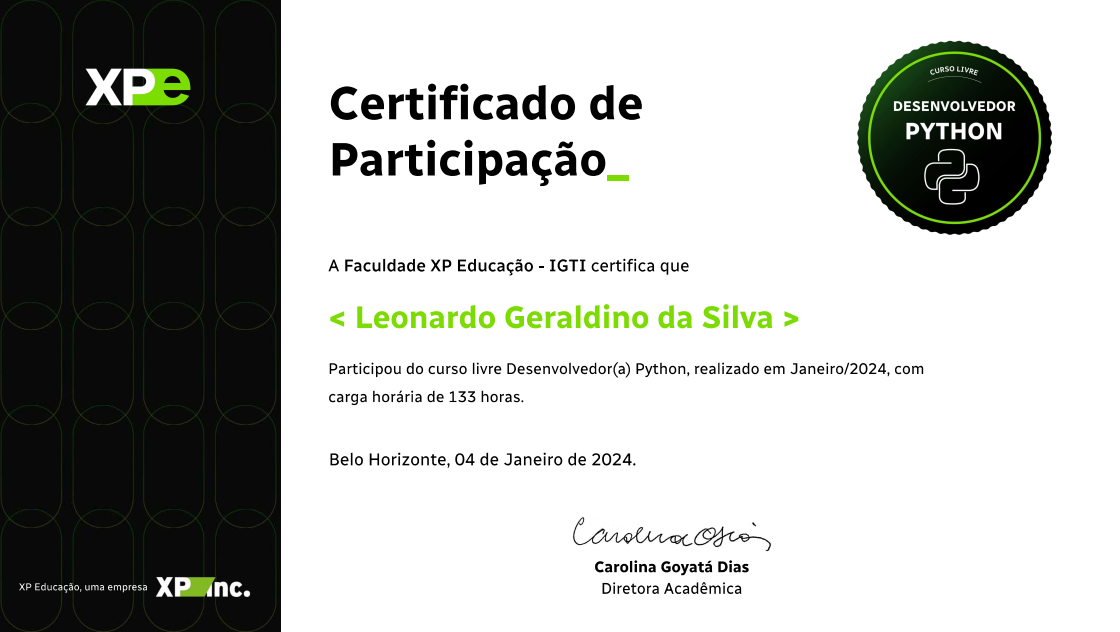 XPe
Certificado de
Participação_
CURSO LIVRE
DESENVOLVEDOR
PYTHON
A Faculdade XP Educação - IGTI certifica que
< Leonardo Geraldino da Silva >
Participou do curso livre Desenvolvedor(a) Python, realizado em Janeiro/2024, com
carga horária de 133 horas.
Belo Horizonte, 04 de Janeiro de 2024.
Carolina Goyatá Dias
Diretora Acadêmica
XP Educação, uma empresa XP inc.